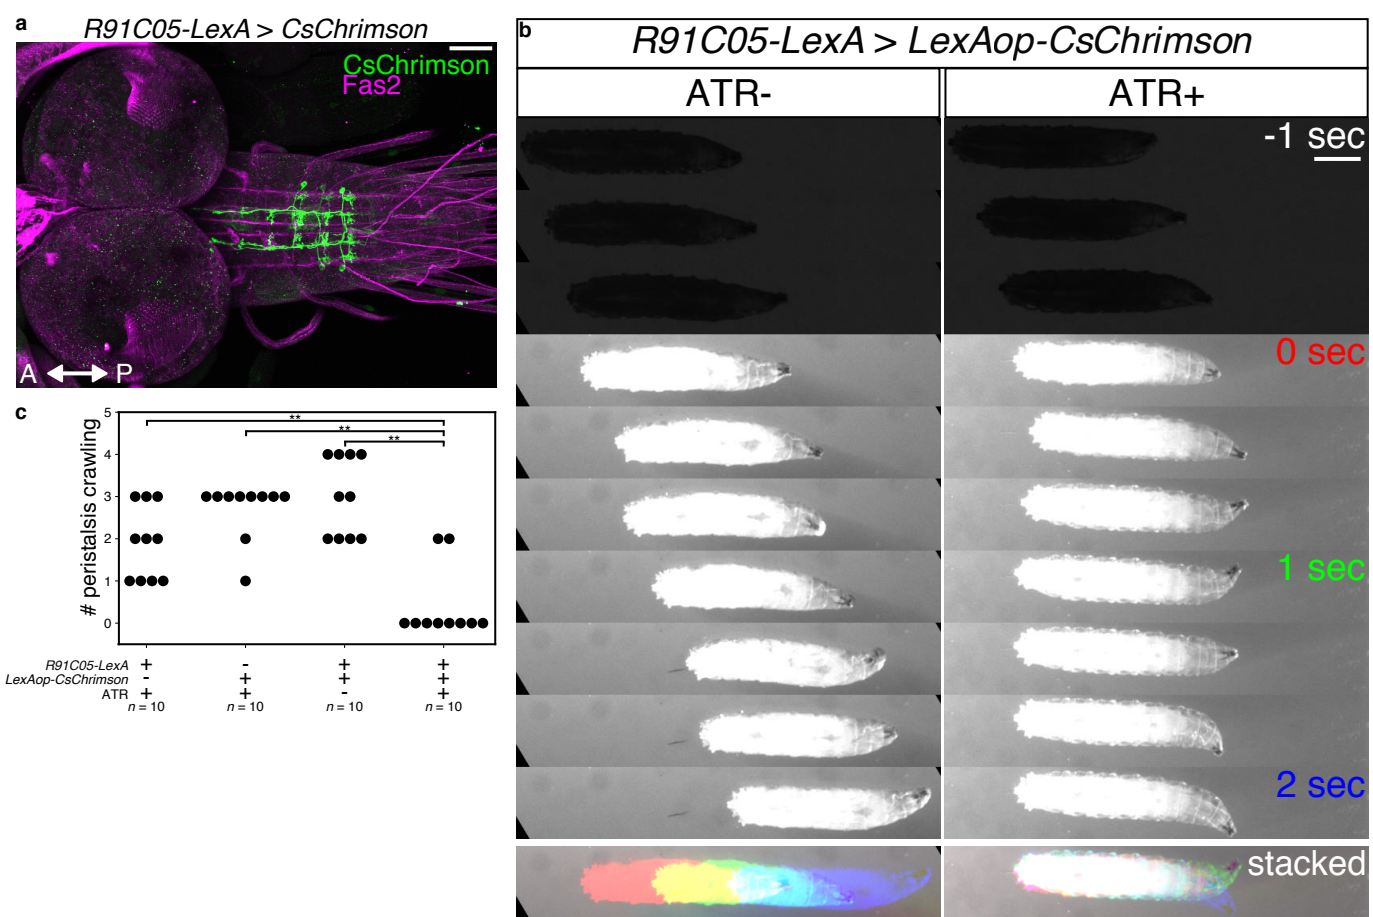 a
R91C05-LexA > CsChrimson
CsChrimson
Fas2
A P
b
R91C05-LexA > LexAop-CsChrimson
ATR- ATR+
-1 sec
0 sec
1 sec
2 sec
stacked
c
# peristalsis crawling
5
4
3
2
1
0
** ** **
R91C05-LexA + - + +
LexAop-CsChrimson - + + +
ATR + + - +
n = 10 n = 10 n = 10 n = 10